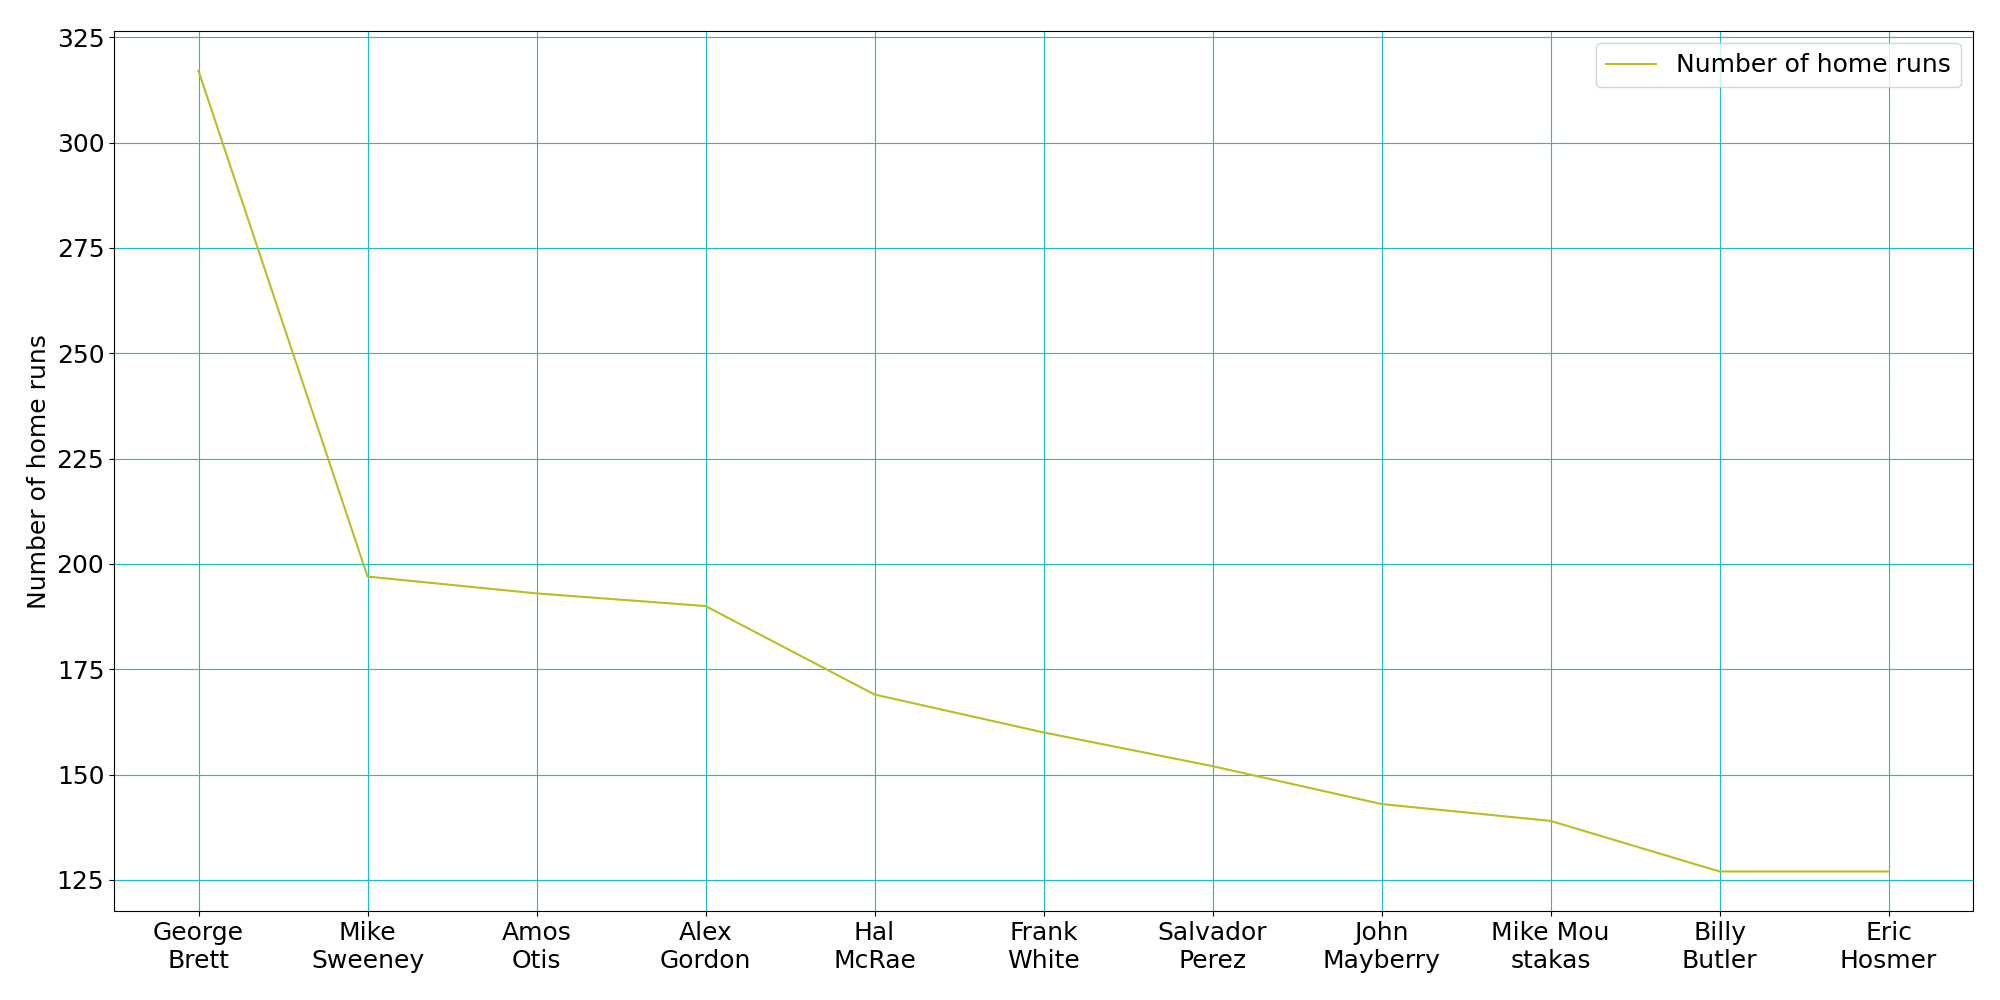 325
300
275
250
225
200
175
150
125
Number of home runs
Number of home runs
George
Brett
Mike
Sweeney
Amos
Otis
Alex
Gordon
Hal
McRae
Frank
White
Salvador
Perez
John
Mayberry
Mike Mou
stakas
Billy
Butler
Eric
Hosmer